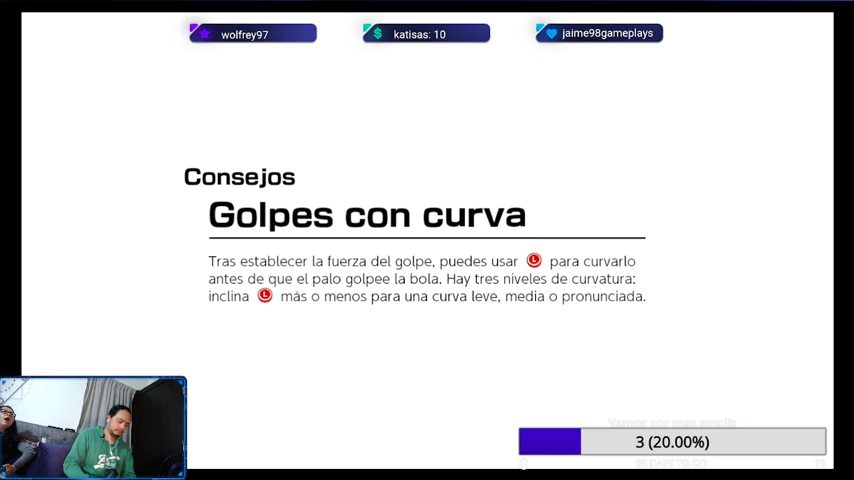 wolfrey97
katisas: 10
jaime98gameplays
Consejos
Golpes con curva
Tras establecer la fuerza del golpe, puedes usar L para curvarlo
antes de que el palo golpee la bola. Hay tres niveles de curvatura:
inclina L más o menos para una curva leve, media o pronunciada.
3 (20.00%)